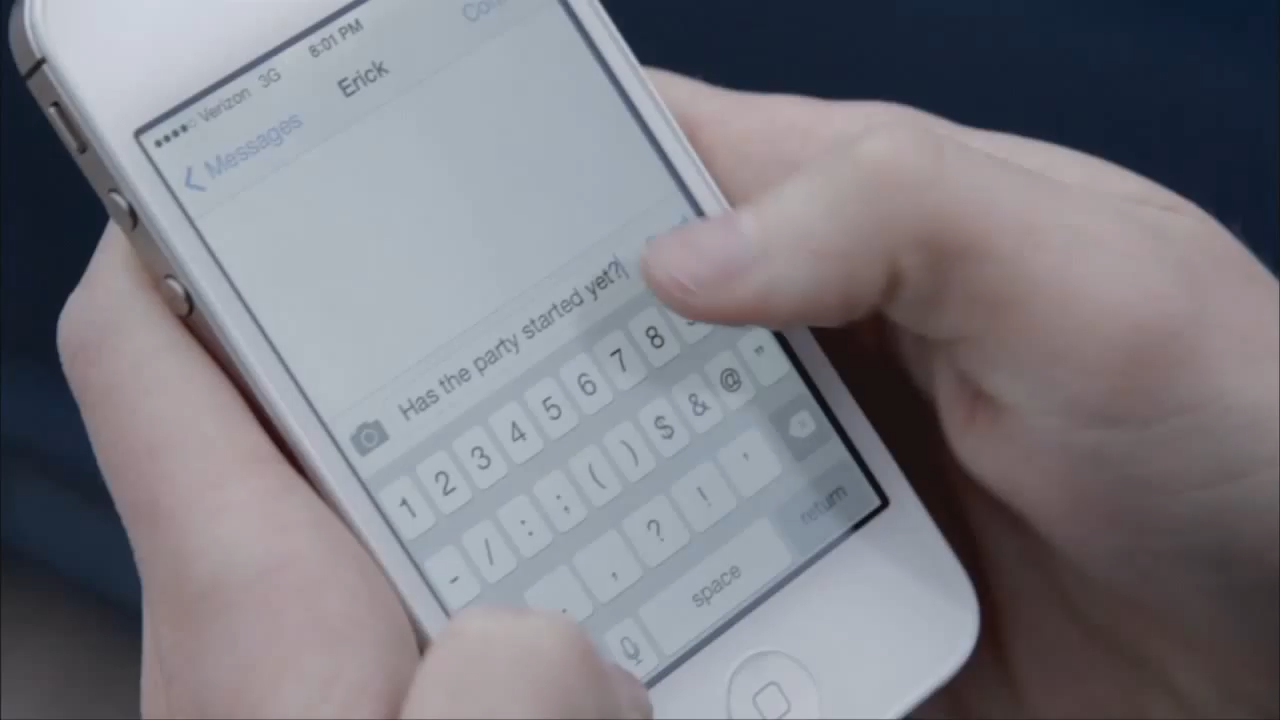 Verizon 3G 8:01 PM
Messages Erick
Has the party started yet?
1 2 3 4 5 6 7 8
- / : ; ( ) $ & @ "
. , ? ! '
space return